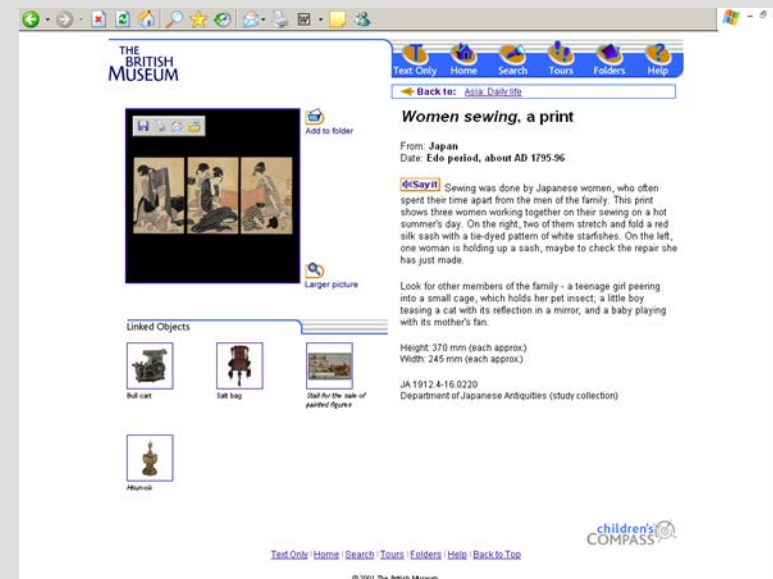 THE
BRITISH
MUSEUM
Text Only Home Search Tours Folders Help
Back to: Asia: Daily life
Add to folder
Larger picture
Women sewing, a print
From: Japan
Date: Edo period, about AD 1795-96
Say it Sewing was done by Japanese women, who often
spent their time apart from the men of the family. This print
shows three women working together on their sewing on a hot
summer's day. On the right, two of them stretch and fold a red
silk sash with a tie-dyed pattern of white starfishes. On the left,
one woman is holding up a sash, maybe to check the repair she
has just made.
Look for other members of the family - a teenage girl peering
into a small cage, which holds her pet insect; a little boy
teasing a cat with its reflection in a mirror; and a baby playing
with its mother's fan.
Height: 370 mm (each approx.)
Width: 245 mm (each approx.)
JA 1912.4-16.0220
Department of Japanese Antiquities (study collection)
Linked Objects
Bull cart
Salt bag
Stall for the sale of
painted figures
children's
COMPASS
Text Only | Home | Search | Tours | Folders | Help | Back to Top
© 2001 The British Museum